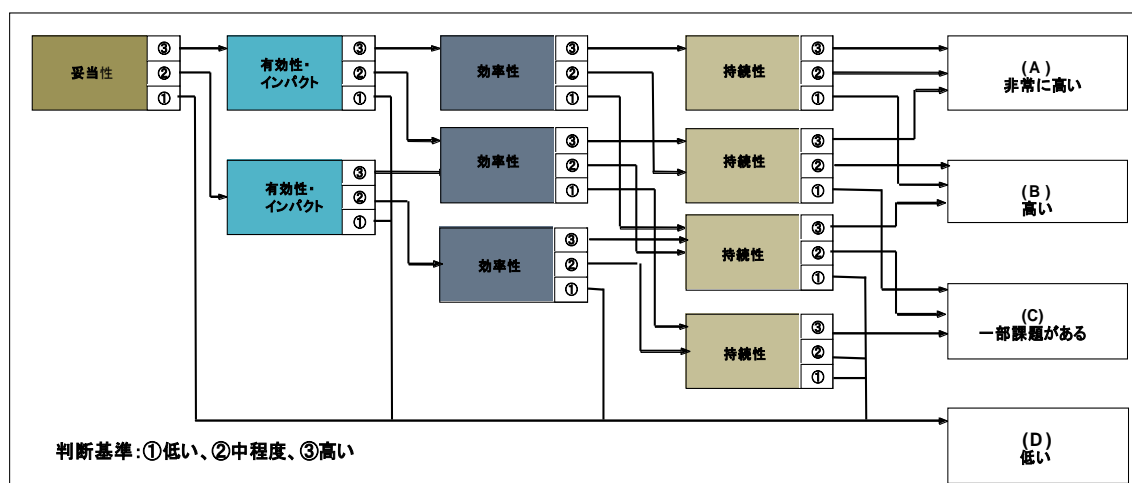 妥当性
③
②
①
有効性・
インパクト
③
②
①
効率性
③
②
①
持続性
③
②
①
(A)
非常に高い
有効性・
インパクト
③
②
①
効率性
③
②
①
持続性
③
②
①
(B)
高い
効率性
③
②
①
持続性
③
②
①
(C)
一部課題がある
持続性
③
②
①
(D)
低い
判断基準:①低い、②中程度、③高い